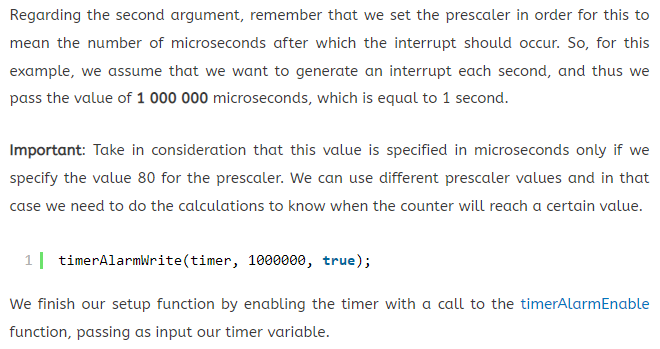 Regarding the second argument, remember that we set the prescaler in order for this to
mean the number of microseconds after which the interrupt should occur. So, for this
example, we assume that we want to generate an interrupt each second, and thus we
pass the value of 1 000 000 microseconds, which is equal to 1 second.
Important: Take in consideration that this value is specified in microseconds only if we
specify the value 80 for the prescaler. We can use different prescaler values and in that
case we need to do the calculations to know when the counter will reach a certain value.
1 timerAlarmWrite(timer, 1000000, true);
We finish our setup function by enabling the timer with a call to the timerAlarmEnable
function, passing as input our timer variable.